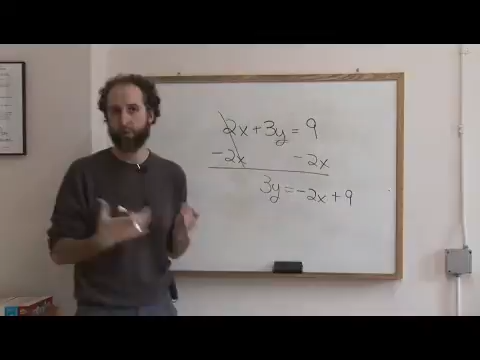 2x + 3y = 9
-2x -2x
3y = -2x + 9